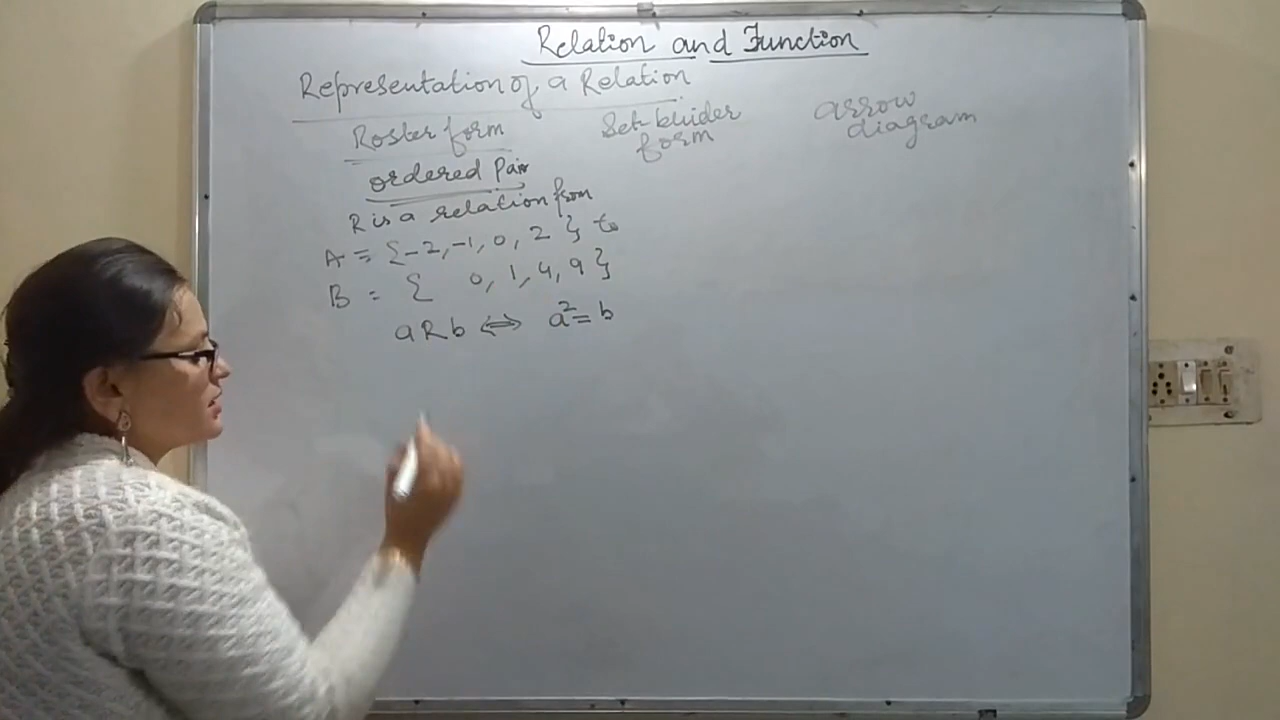 Relation and Function
Representation of a Relation
Roster form
Set bluider form
arrow diagram
ordered Pair
R is a relation from
A = {-2, -1, 0, 2 } to
B = { 0, 1, 4, 9 }
a R b ⇔ a² = b